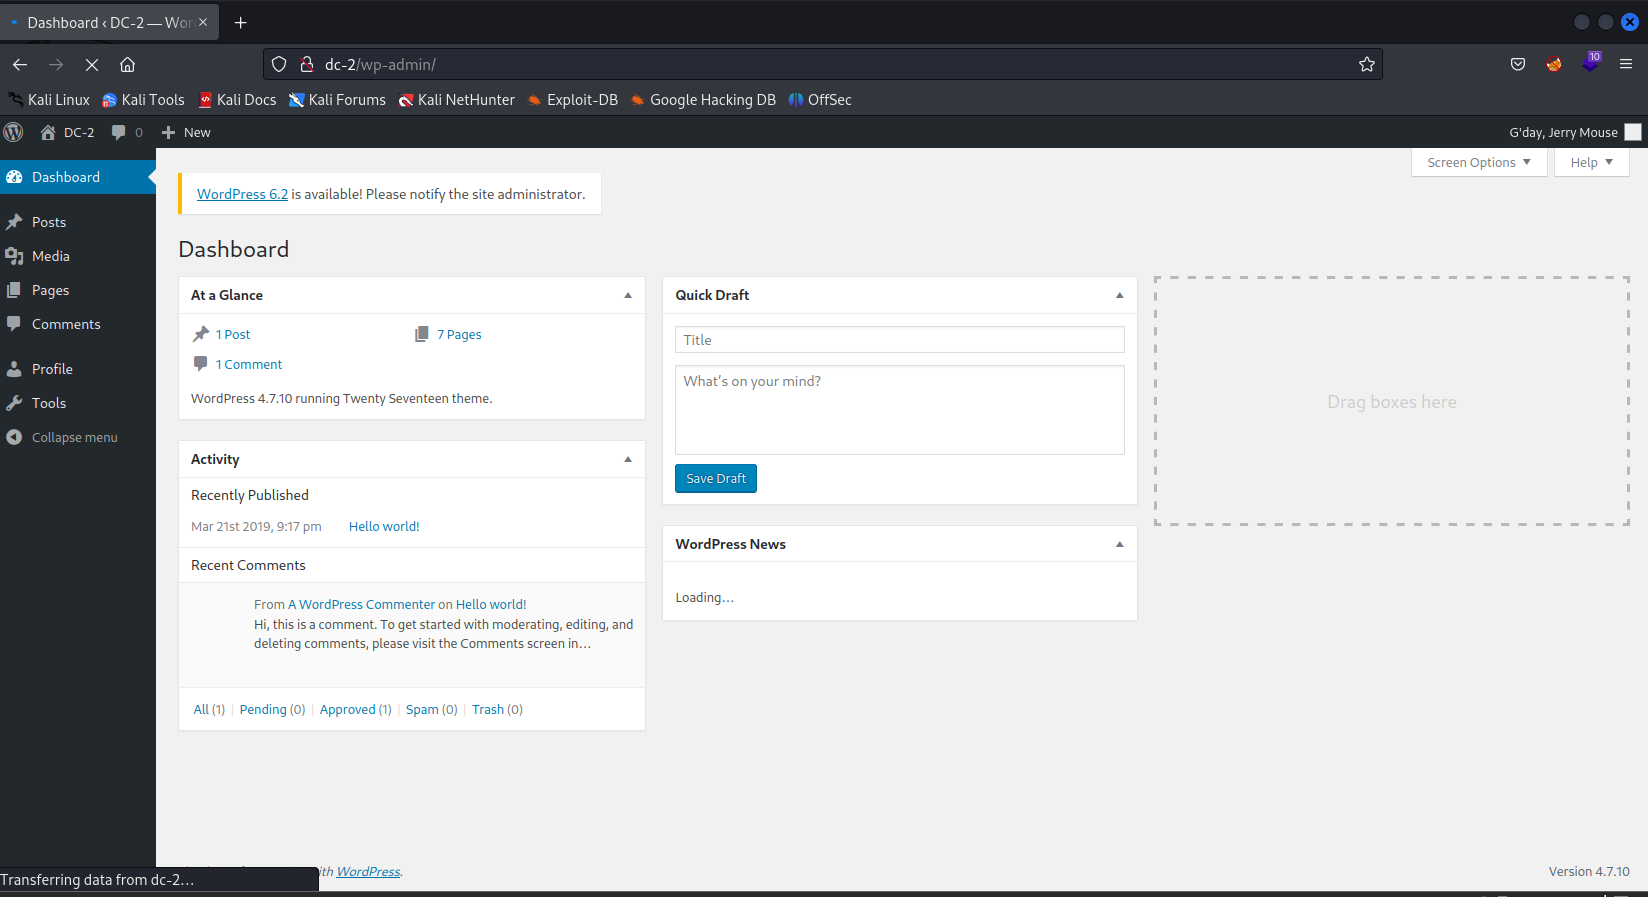 Dashboard ‹ DC-2 — Wor
dc-2/wp-admin/
10
Kali Linux Kali Tools Kali Docs Kali Forums Kali NetHunter Exploit-DB Google Hacking DB OffSec
DC-2 0 New G'day, Jerry Mouse
Screen Options Help
Dashboard
Posts
Media
Pages
Comments
Profile
Tools
Collapse menu
WordPress 6.2 is available! Please notify the site administrator.
Dashboard
At a Glance
1 Post 7 Pages
1 Comment
WordPress 4.7.10 running Twenty Seventeen theme.
Activity
Recently Published
Mar 21st 2019, 9:17 pm Hello world!
Recent Comments
From A WordPress Commenter on Hello world!
Hi, this is a comment. To get started with moderating, editing, and
deleting comments, please visit the Comments screen in…
All (1) | Pending (0) | Approved (1) | Spam (0) | Trash (0)
Quick Draft
Title
What's on your mind?
Save Draft
WordPress News
Loading…
Drag boxes here
WordPress.
Version 4.7.10
Transferring data from dc-2…